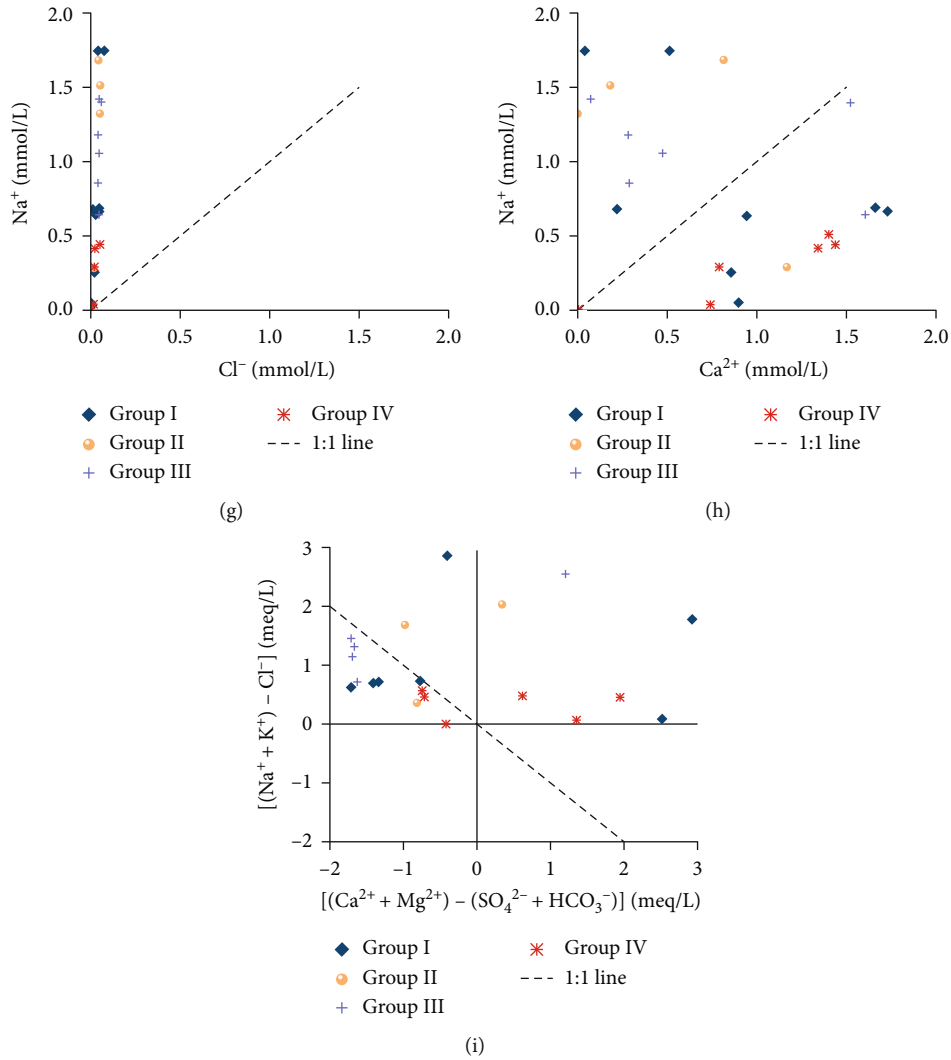 2.0
1.5
1.0
0.5
0.0
Na⁺ (mmol/L)
0.0 0.5 1.0 1.5 2.0
Cl⁻ (mmol/L)
Group I
Group II
Group III
Group IV
1:1 line
(g)
2.0
1.5
1.0
0.5
0.0
Na⁺ (mmol/L)
0.0 0.5 1.0 1.5 2.0
Ca²⁺ (mmol/L)
Group I
Group II
Group III
Group IV
1:1 line
(h)
3
2
1
0
−1
−2
[(Na⁺ + K⁺) − Cl⁻] (meq/L)
−2 −1 0 1 2 3
[(Ca²⁺ + Mg²⁺) − (SO₄²⁻ + HCO₃⁻)] (meq/L)
Group I
Group II
Group III
Group IV
1:1 line
(i)